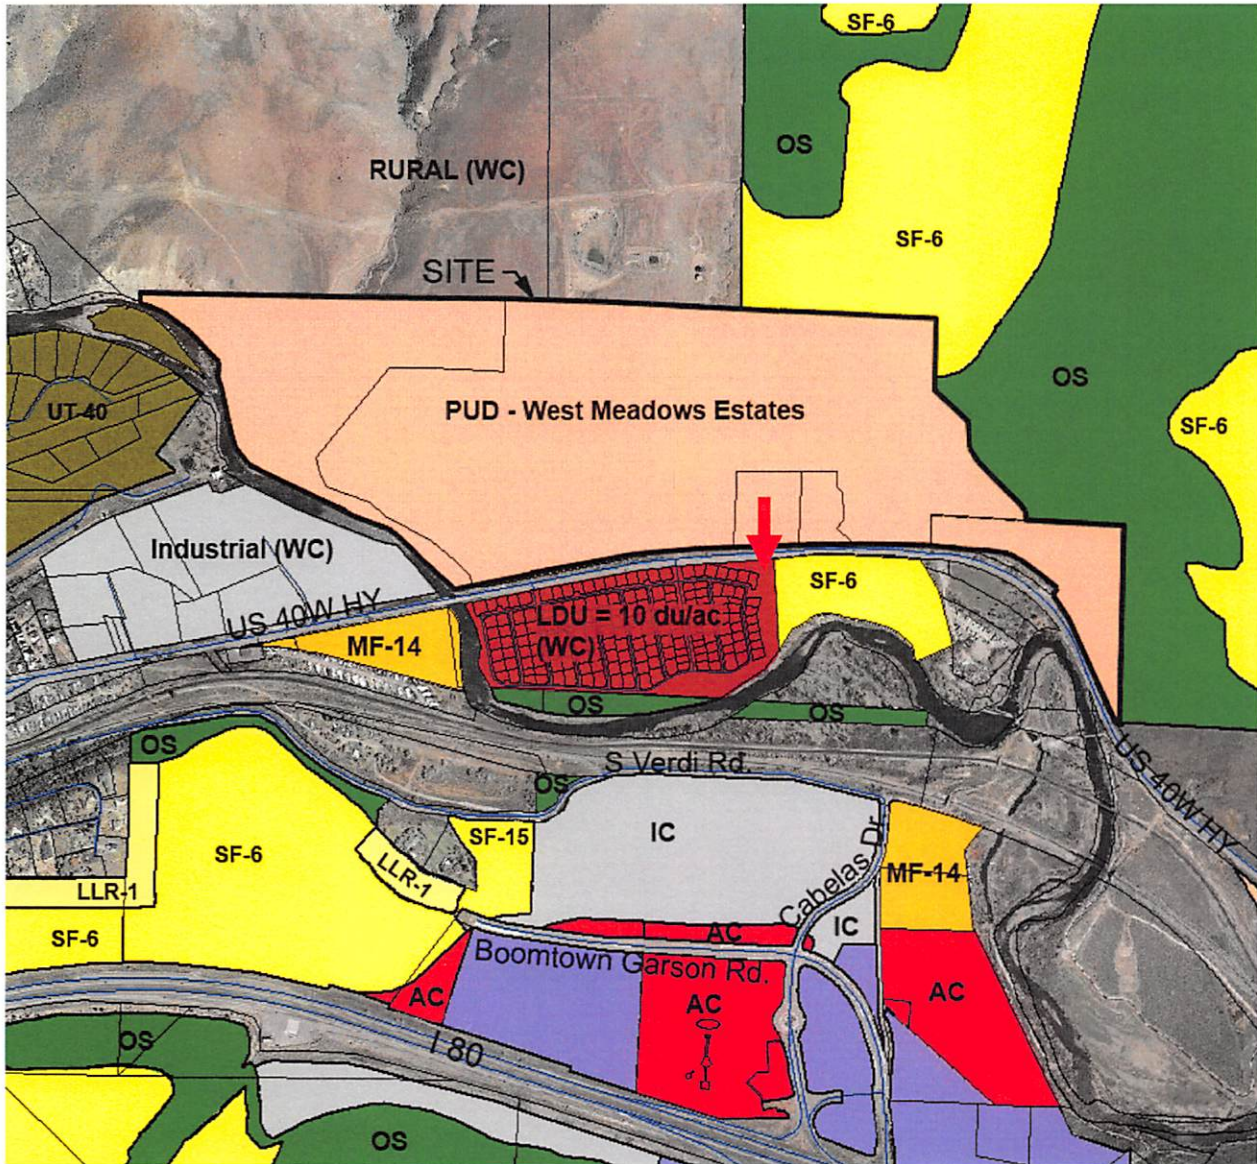 SF-6
OS
RURAL (WC)
SF-6
SITE
OS
UT-40
PUD - West Meadows Estates
SF-6
Industrial (WC)
SF-6
US 40W HY
LDU = 10 du/ac
(WC)
MF-14
OS
OS
OS
S Verdi Rd.
US 40W HY
OS
SF-15
IC
SF-6
Cabelas Dr
LLR-1
MF-14
LLR-1
SF-6
AC
IC
Boomtown Garson Rd.
AC
AC
AC
OS
I 80
OS